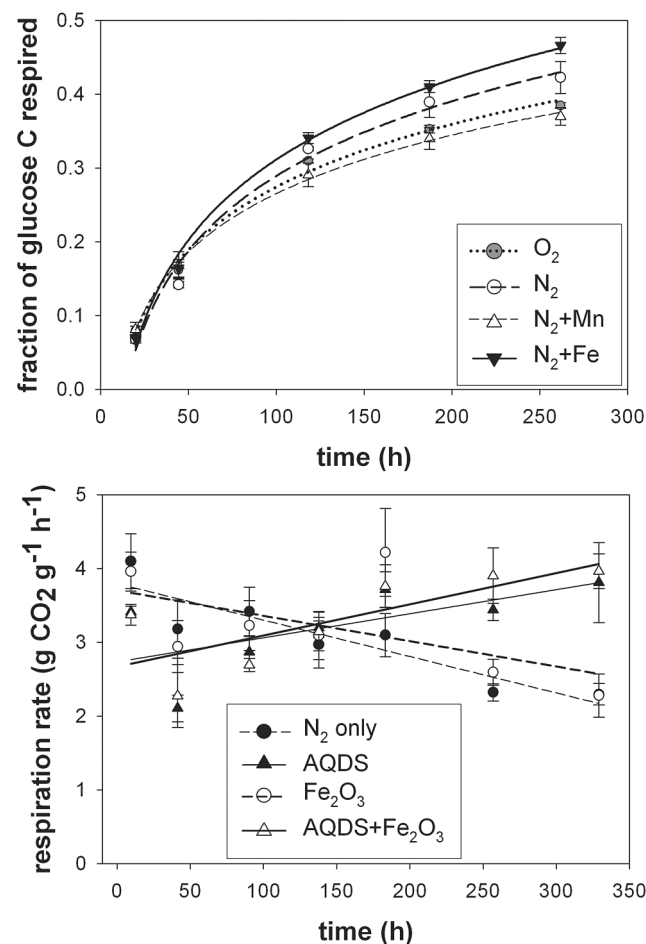 fraction of glucose C respired
0.5
0.4
0.3
0.2
0.1
0.0
O2
N2
N2+Mn
N2+Fe
0 50 100 150 200 250 300
time (h)
respiration rate (g CO2 g-1 h-1)
5
4
3
2
1
0
N2 only
AQDS
Fe2O3
AQDS+Fe2O3
0 50 100 150 200 250 300 350
time (h)